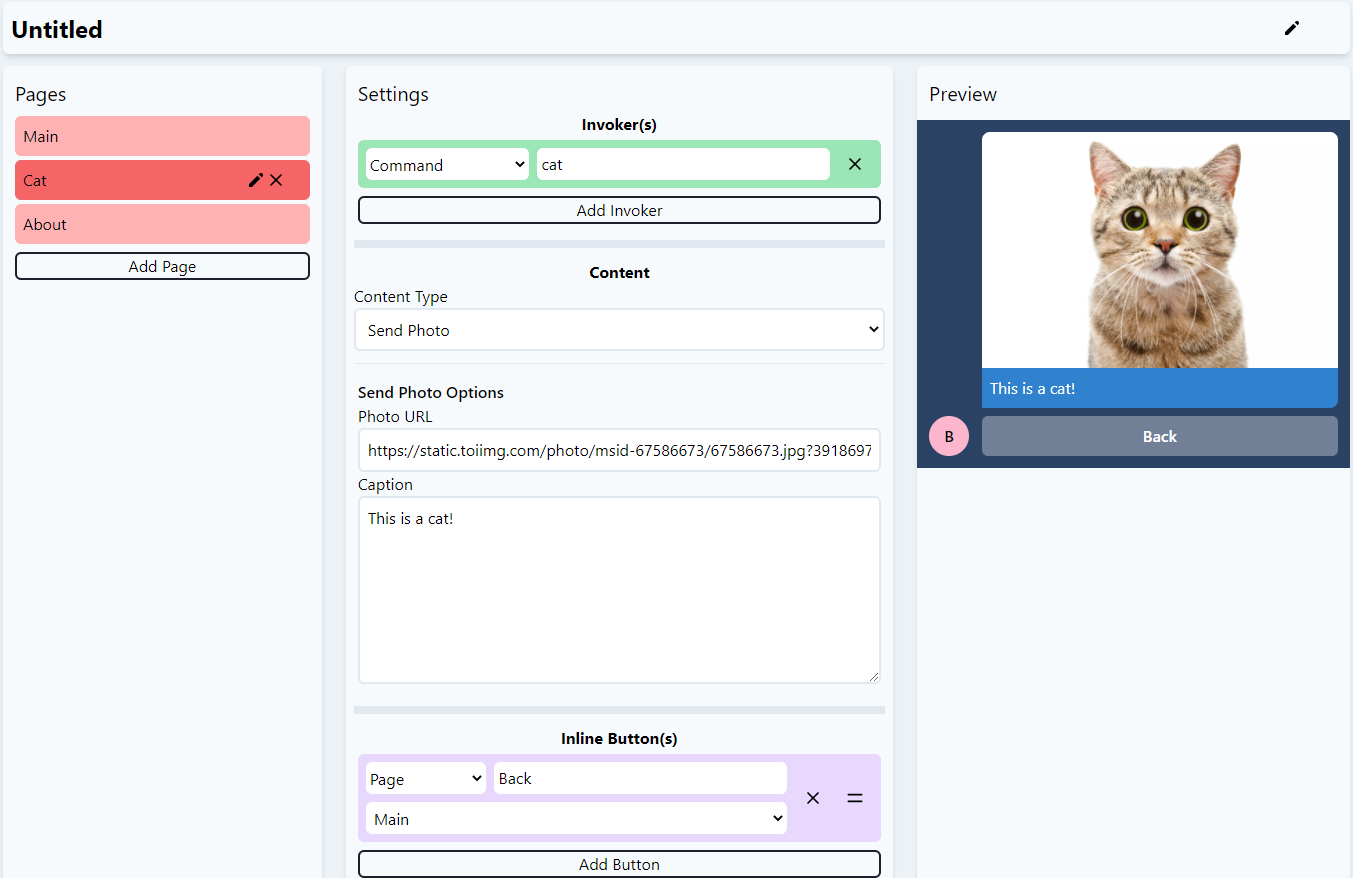 Untitled
Pages
Main
Cat
About
Add Page
Settings
Invoker(s)
Command
cat
Add Invoker
Content
Content Type
Send Photo
Send Photo Options
Photo URL
https://static.toiimg.com/photo/msid-67586673/67586673.jpg?3918697
Caption
This is a cat!
Inline Button(s)
Page
Back
Main
Add Button
Preview
This is a cat!
B
Back